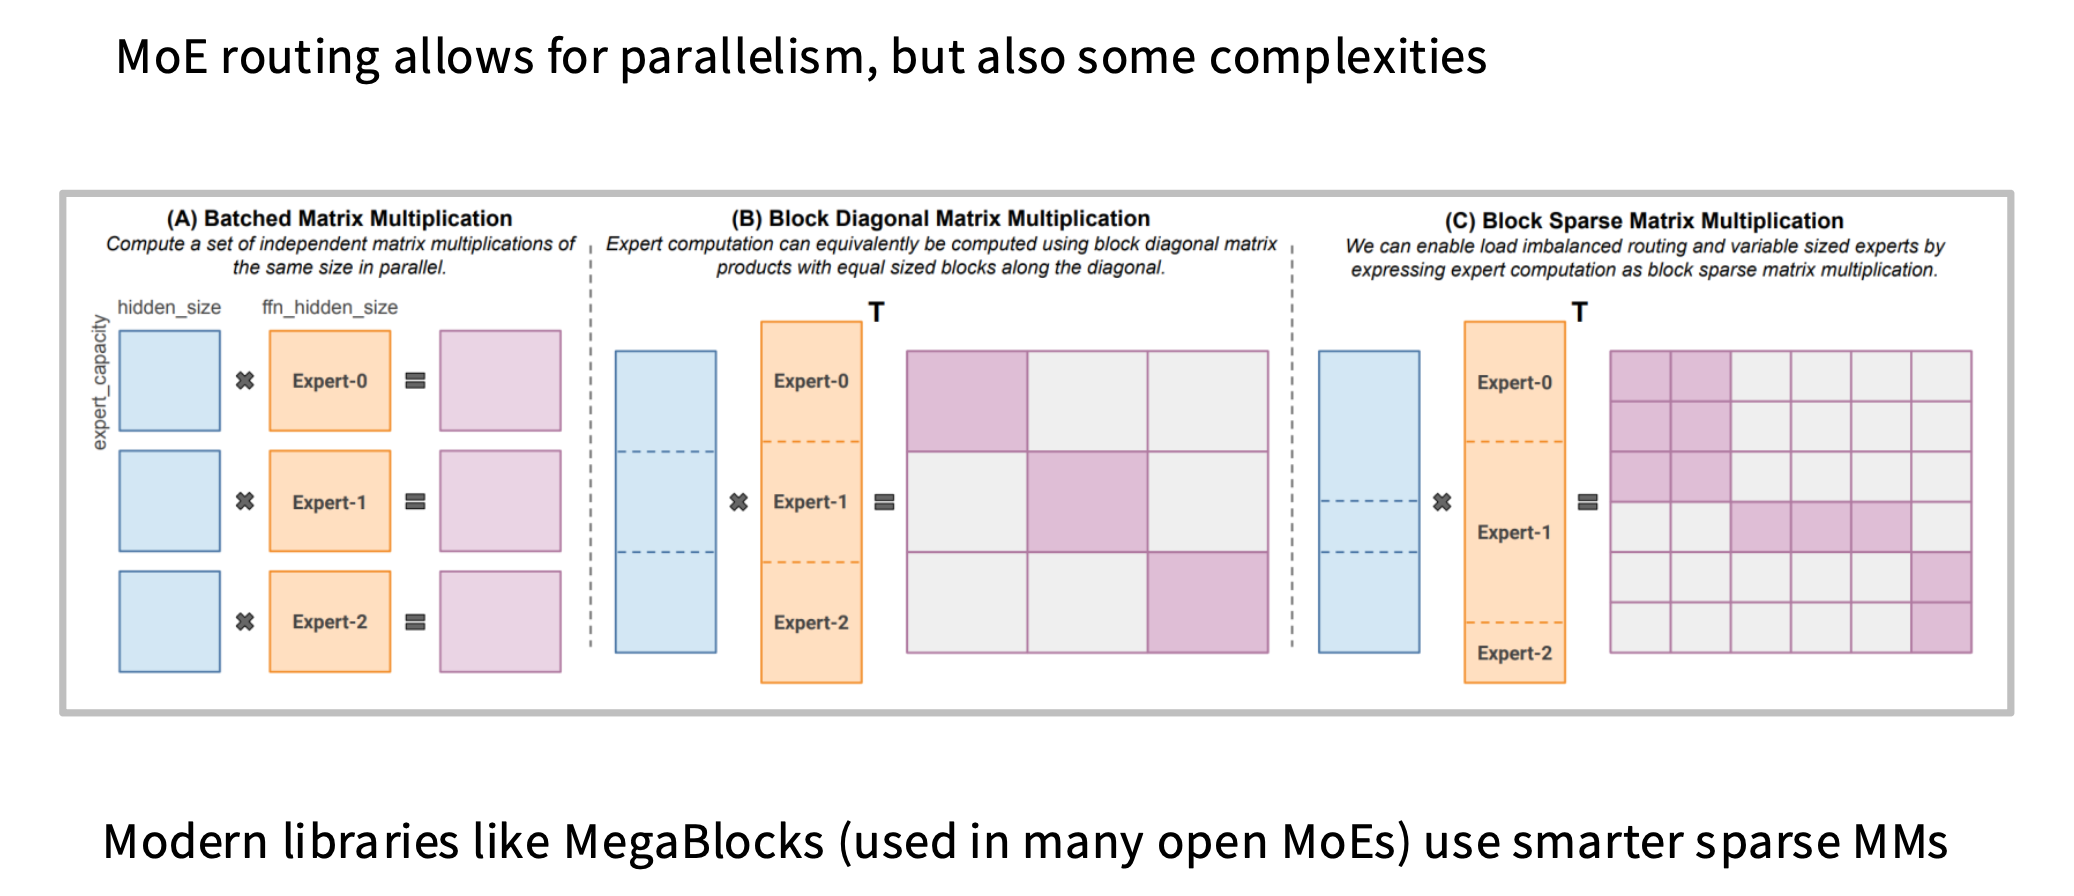 MoE routing allows for parallelism, but also some complexities
(A) Batched Matrix Multiplication
Compute a set of independent matrix multiplications of
the same size in parallel.
hidden_size
ffn_hidden_size
expert_capacity
Expert-0
Expert-1
Expert-2
(B) Block Diagonal Matrix Multiplication
Expert computation can equivalently be computed using block diagonal matrix
products with equal sized blocks along the diagonal.
T
Expert-0
Expert-1
Expert-2
(C) Block Sparse Matrix Multiplication
We can enable load imbalanced routing and variable sized experts by
expressing expert computation as block sparse matrix multiplication.
T
Expert-0
Expert-1
Expert-2
Modern libraries like MegaBlocks (used in many open MoEs) use smarter sparse MMs